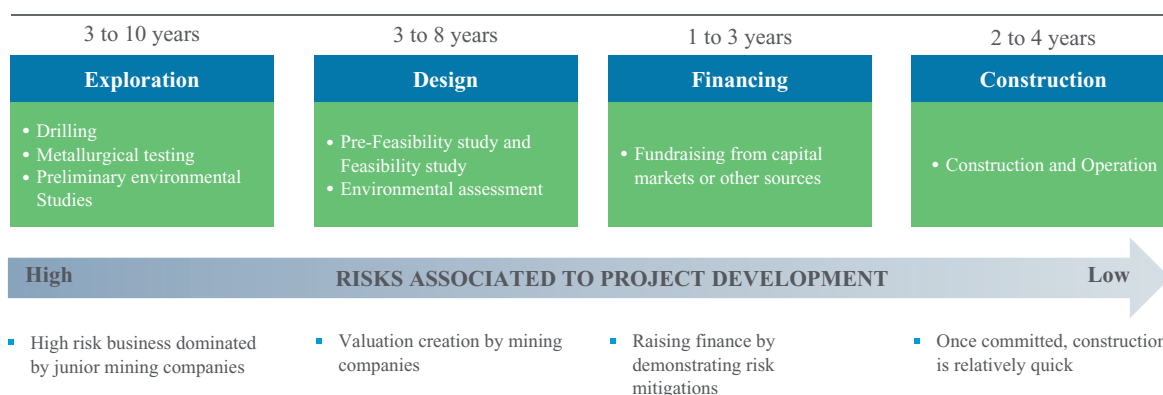 3 to 10 years
3 to 8 years
1 to 3 years
2 to 4 years
Exploration
Design
Financing
Construction
• Drilling
• Metallurgical testing
• Preliminary environmental
Studies
• Pre-Feasibility study and
Feasibility study
• Environmental assessment
• Fundraising from capital
markets or other sources
• Construction and Operation
High
RISKS ASSOCIATED TO PROJECT DEVELOPMENT
Low
▪ High risk business dominated
by junior mining companies
▪ Valuation creation by mining
companies
▪ Raising finance by
demonstrating risk
mitigations
▪ Once committed, construction
is relatively quick